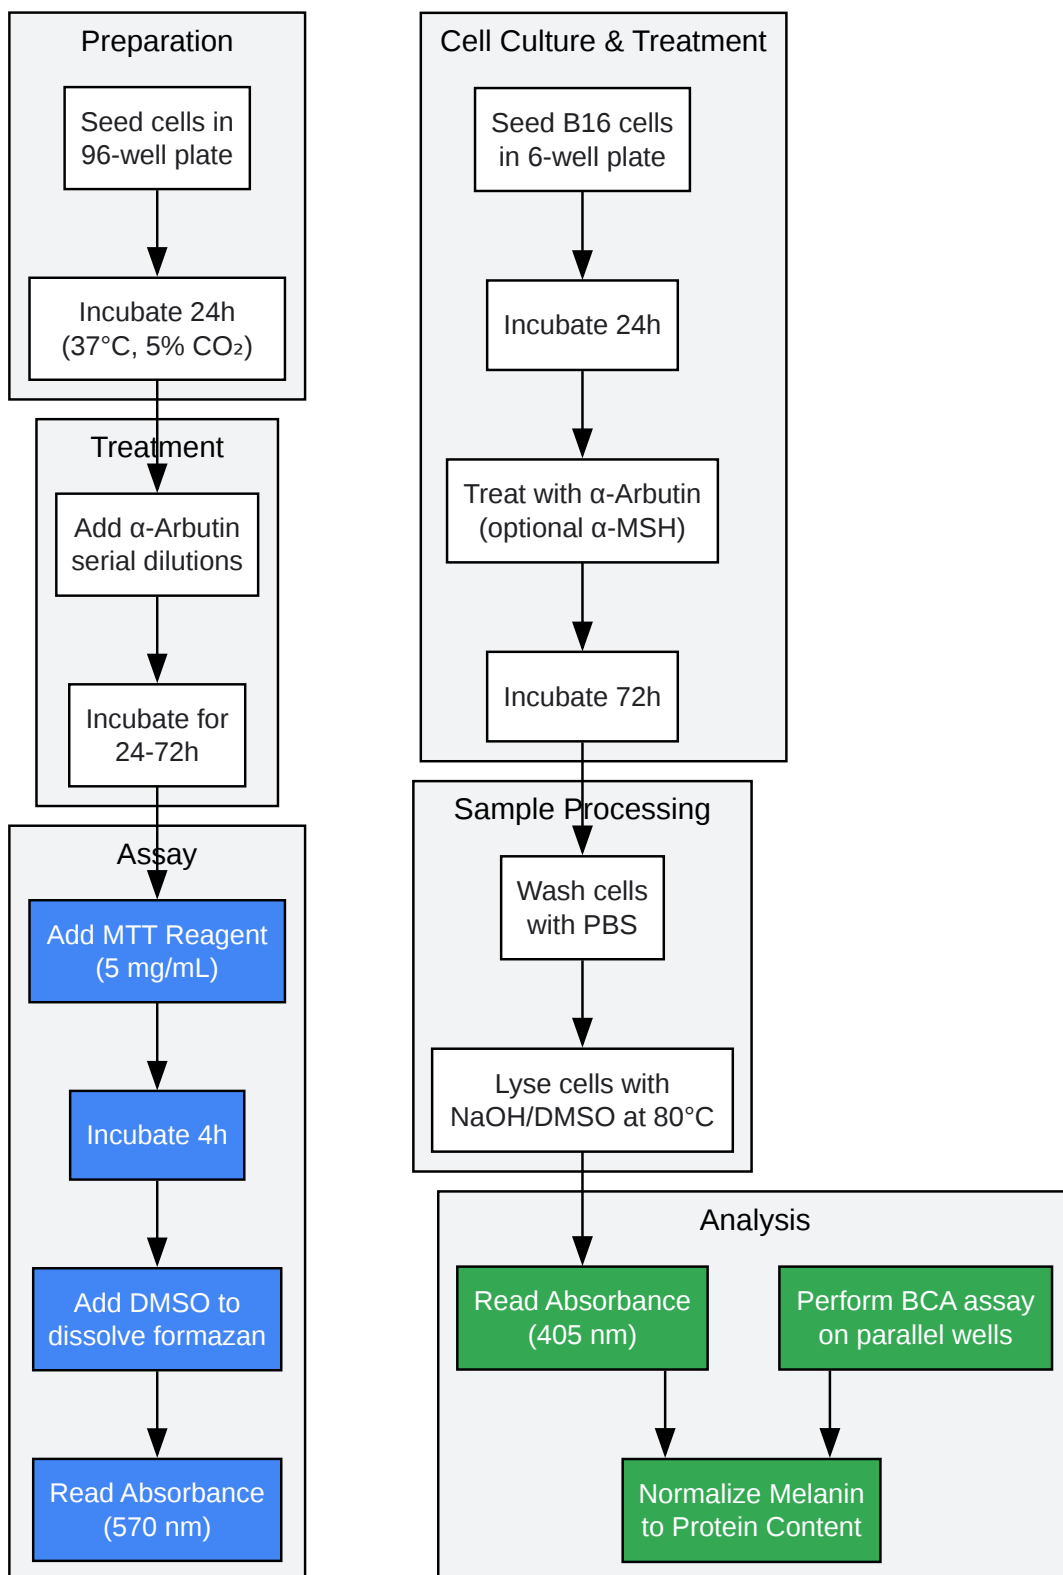 Preparation
Seed cells in
96-well plate
Incubate 24h
(37°C, 5% CO₂)
Treatment
Add α-Arbutin
serial dilutions
Incubate for
24-72h
Assay
Add MTT Reagent
(5 mg/mL)
Incubate 4h
Add DMSO to
dissolve formazan
Read Absorbance
(570 nm)
Cell Culture & Treatment
Seed B16 cells
in 6-well plate
Incubate 24h
Treat with α-Arbutin
(optional α-MSH)
Incubate 72h
Sample Processing
Wash cells
with PBS
Lyse cells with
NaOH/DMSO at 80°C
Analysis
Read Absorbance
(405 nm)
Perform BCA assay
on parallel wells
Normalize Melanin
to Protein Content